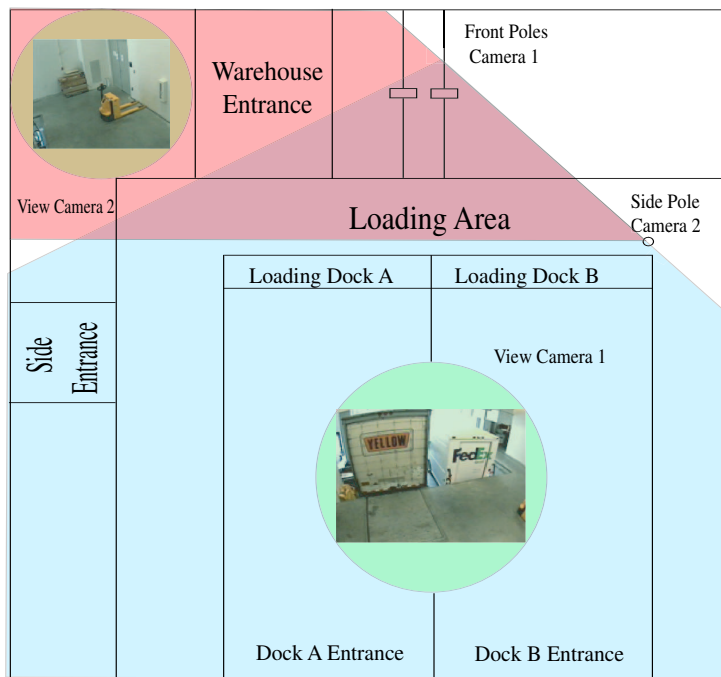 Front Poles
Camera 1
Warehouse
Entrance
View Camera 2
Loading Area
Side Pole
Camera 2
Loading Dock A
Loading Dock B
Side
Entrance
View Camera 1
YELLOW
FedEx
Dock A Entrance
Dock B Entrance